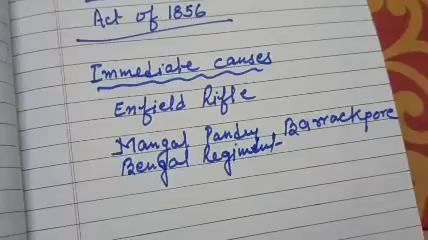 Act of 1856
Immediate causes
Enfield Rifle
Mangal Pandey Barrackpore
Bengal Regiment